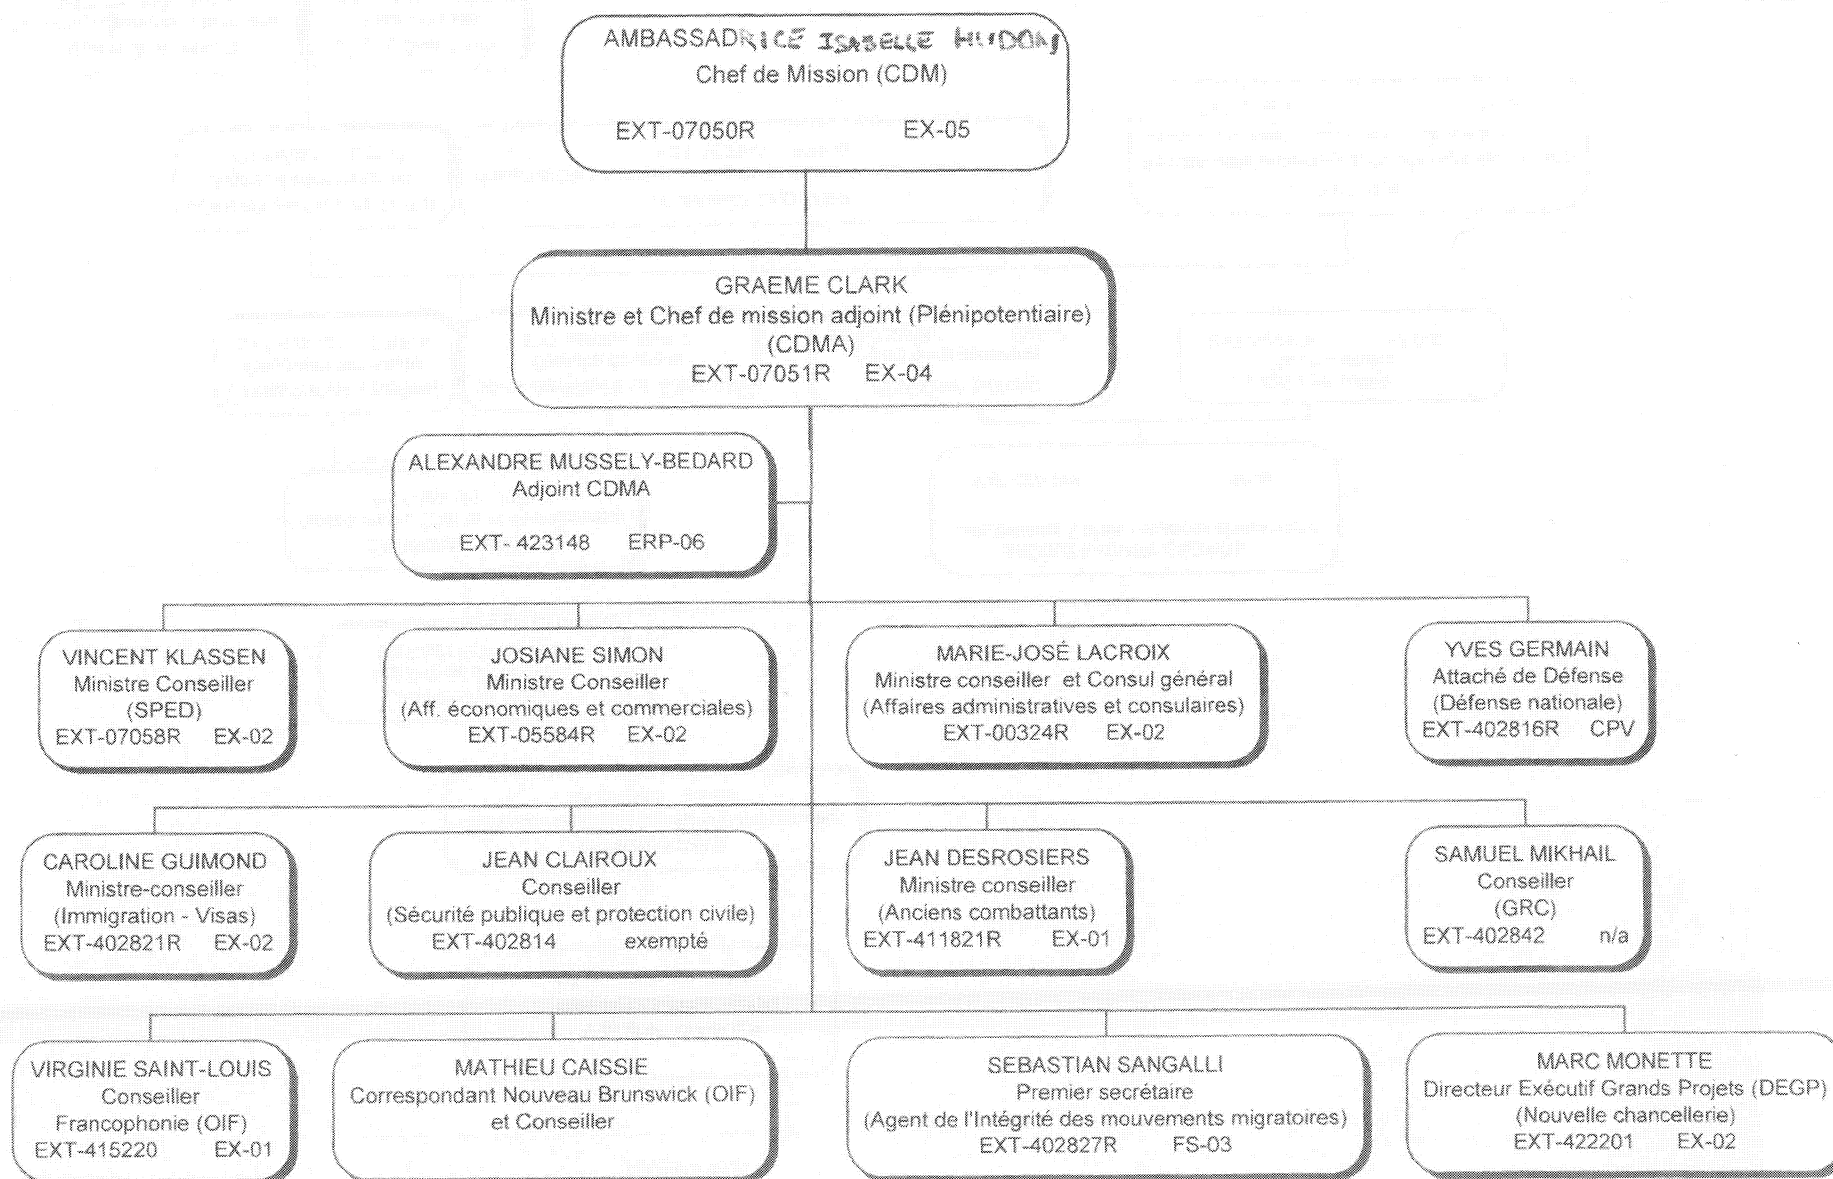 AMBASSADRICE ISABELLE HUDON
Chef de Mission (CDM)
EXT-07050R EX-05
GRAEME CLARK
Ministre et Chef de mission adjoint (Plénipotentiaire)
(CDMA)
EXT-07051R EX-04
ALEXANDRE MUSSELY-BEDARD
Adjoint CDMA
EXT- 423148 ERP-06
VINCENT KLASSEN
Ministre Conseiller
(SPED)
EXT-07058R EX-02
JOSIANE SIMON
Ministre Conseiller
(Aff. économiques et commerciales)
EXT-05584R EX-02
MARIE-JOSÉ LACROIX
Ministre conseiller et Consul général
(Affaires administratives et consulaires)
EXT-00324R EX-02
YVES GERMAIN
Attaché de Défense
(Défense nationale)
EXT-402816R CPV
CAROLINE GUIMOND
Ministre-conseiller
(Immigration - Visas)
EXT-402821R EX-02
JEAN CLAIROUX
Conseiller
(Sécurité publique et protection civile)
EXT-402814 exempté
JEAN DESROSIERS
Ministre conseiller
(Anciens combattants)
EXT-411821R EX-01
SAMUEL MIKHAIL
Conseiller
(GRC)
EXT-402842 n/a
VIRGINIE SAINT-LOUIS
Conseiller
Francophonie (OIF)
EXT-415220 EX-01
MATHIEU CAISSIE
Correspondant Nouveau Brunswick (OIF)
et Conseiller
SEBASTIAN SANGALLI
Premier secrétaire
(Agent de l'Intégrité des mouvements migratoires)
EXT-402827R FS-03
MARC MONETTE
Directeur Exécutif Grands Projets (DEGP)
(Nouvelle chancellerie)
EXT-422201 EX-02